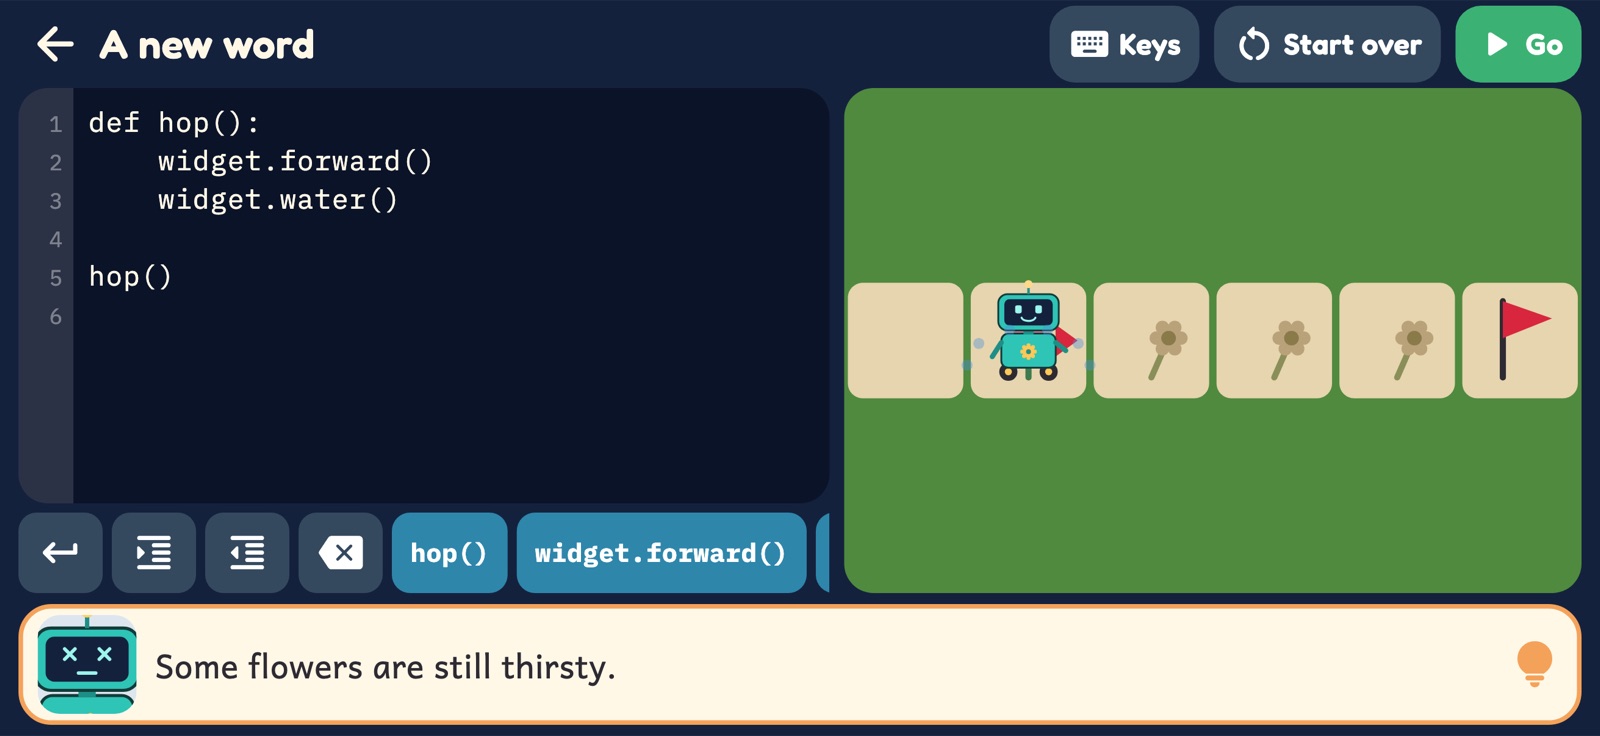 A new word
Keys
Start over
Go
1 def hop():
2     widget.forward()
3     widget.water()
4
5 hop()
6
hop()
widget.forward()
Some flowers are still thirsty.